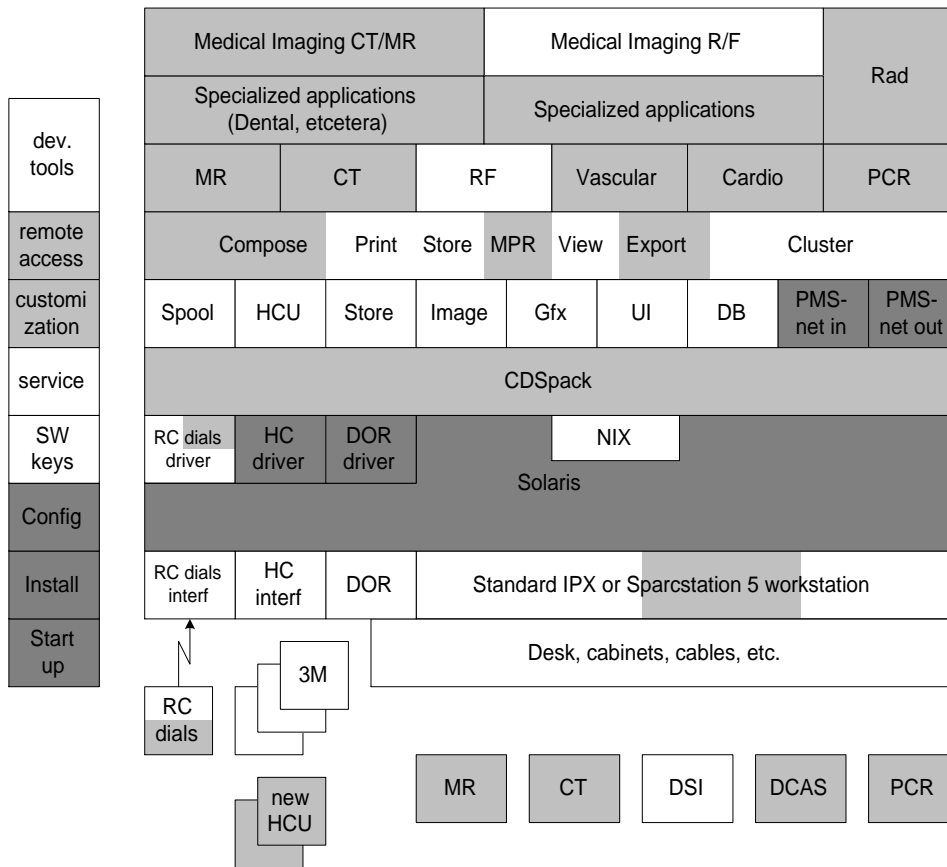 Medical Imaging CT/MR
Medical Imaging R/F
Rad
Specialized applications
(Dental, etcetera)
Specialized applications
dev.
tools
MR
CT
RF
Vascular
Cardio
PCR
remote
access
Compose
Print
Store
MPR
View
Export
Cluster
customi
zation
Spool
HCU
Store
Image
Gfx
UI
DB
PMS-
net in
PMS-
net out
service
CDSpack
SW
keys
RC dials
driver
HC
driver
DOR
driver
NIX
Solaris
Config
Install
RC dials
interf
HC
interf
DOR
Standard IPX or Sparcstation 5 workstation
Start
up
3M
Desk, cabinets, cables, etc.
RC
dials
new
HCU
MR
CT
DSI
DCAS
PCR